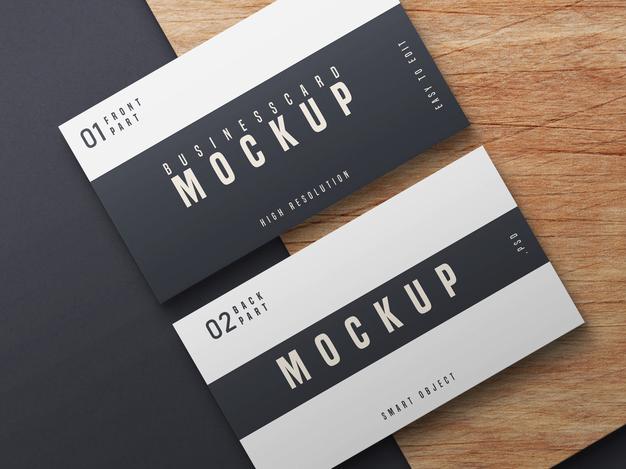 01 FRONT
PART
BUSINESSCARD
MOCKUP
HIGH RESOLUTION
EASY TO EDIT
02 BACK
PART
MOCKUP
SMART OBJECT
.PSD